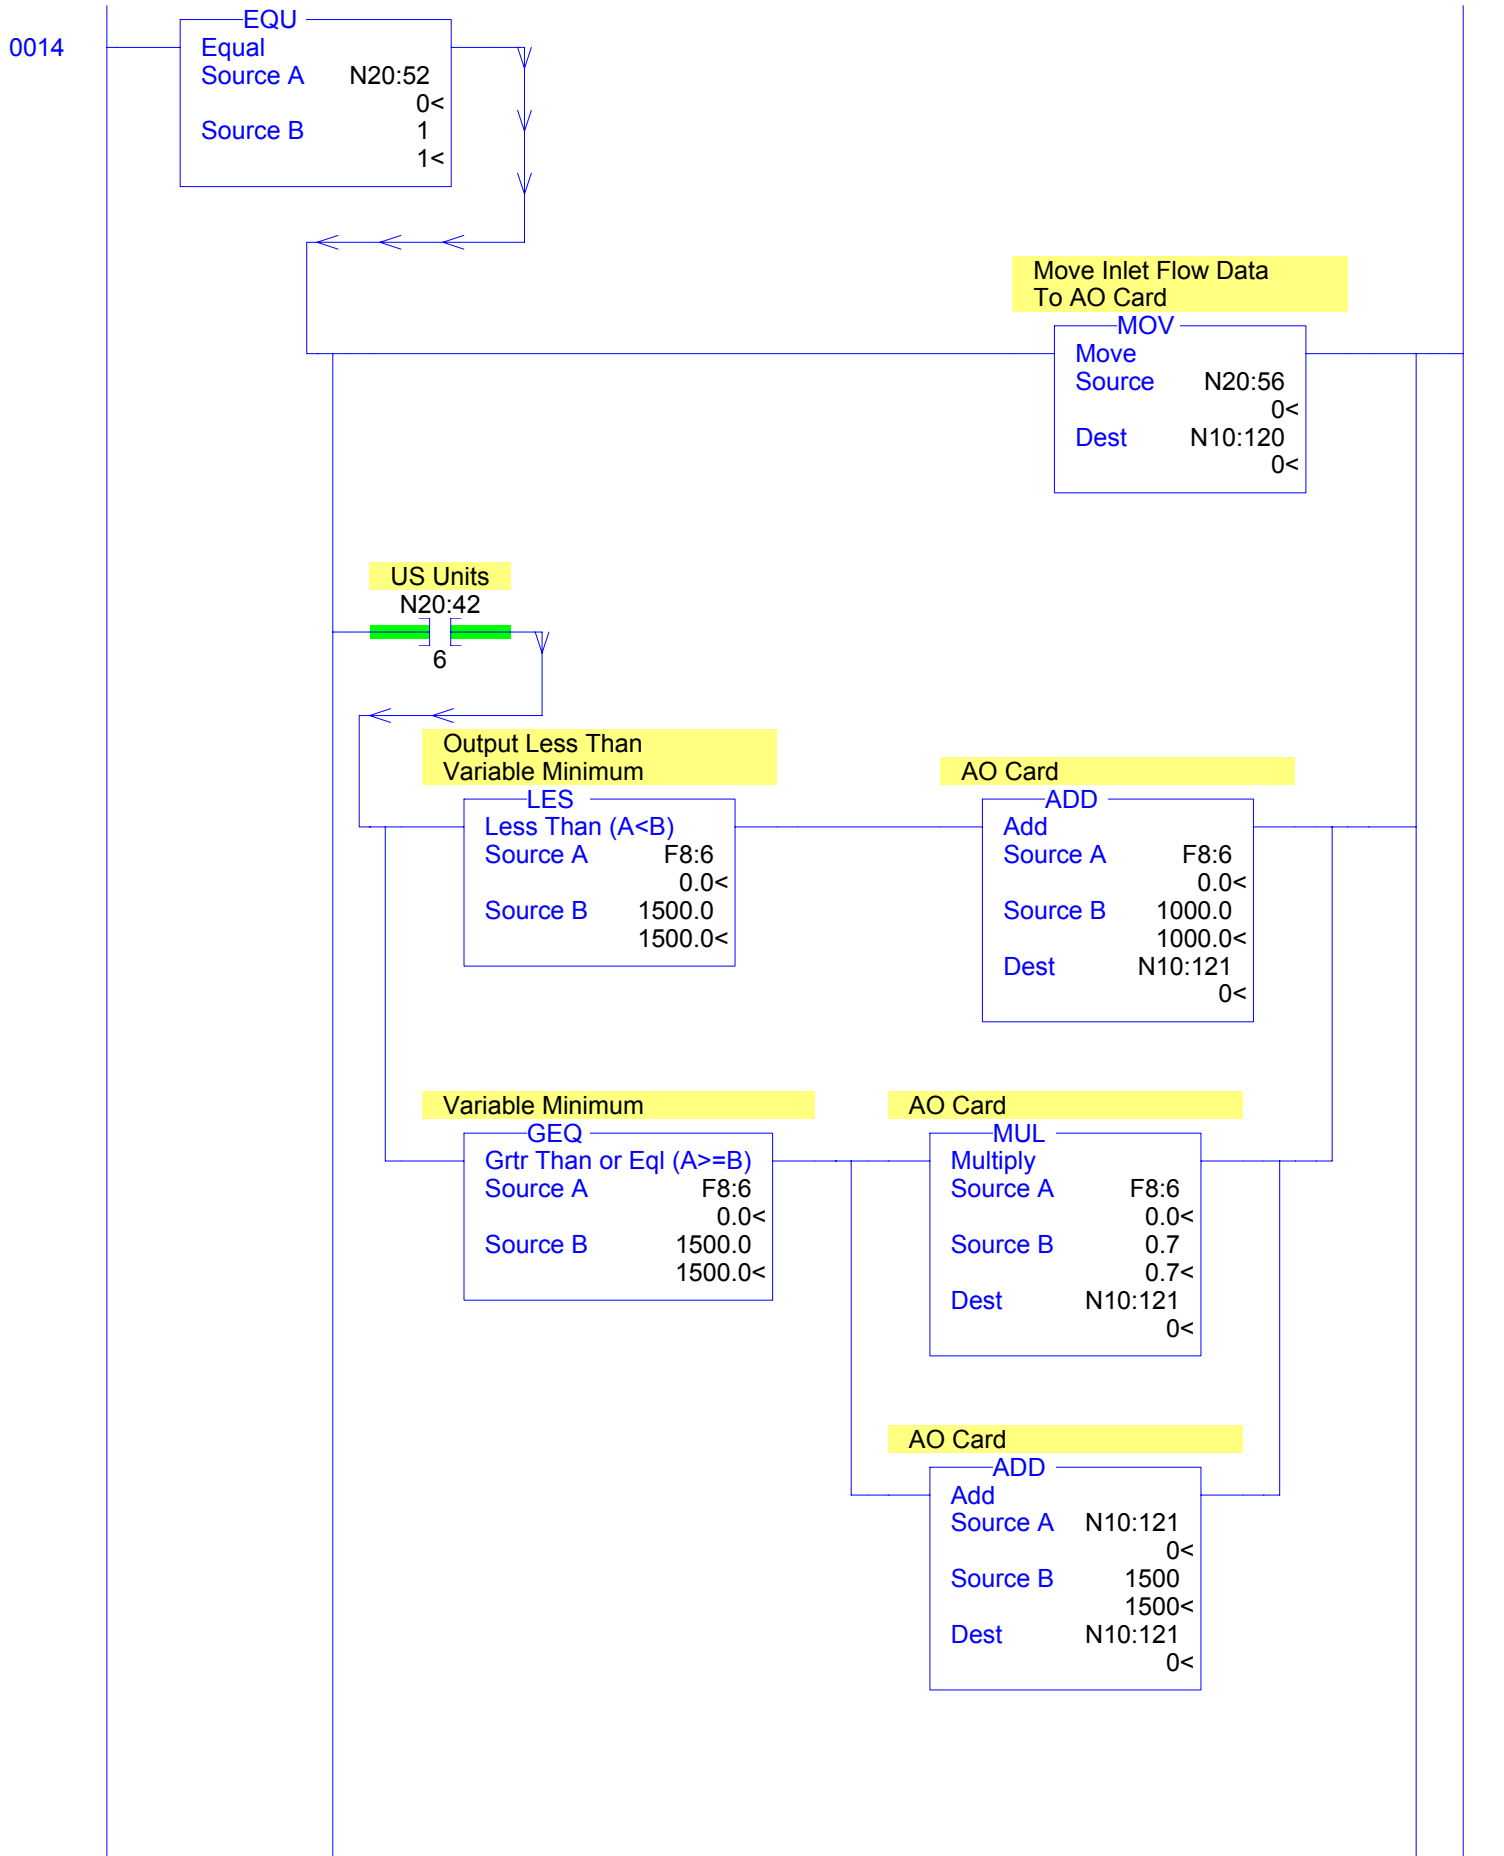 0014
EQU
Equal
Source A N20:52
0<
Source B 1
1<
Move Inlet Flow Data
To AO Card
MOV
Move
Source N20:56
0<
Dest N10:120
0<
US Units
N20:42
6
Output Less Than
Variable Minimum
LES
Less Than (A<B)
Source A F8:6
0.0<
Source B 1500.0
1500.0<
AO Card
ADD
Add
Source A F8:6
0.0<
Source B 1000.0
1000.0<
Dest N10:121
0<
Variable Minimum
GEQ
Grtr Than or Eql (A>=B)
Source A F8:6
0.0<
Source B 1500.0
1500.0<
AO Card
MUL
Multiply
Source A F8:6
0.0<
Source B 0.7
0.7<
Dest N10:121
0<
AO Card
ADD
Add
Source A N10:121
0<
Source B 1500
1500<
Dest N10:121
0<